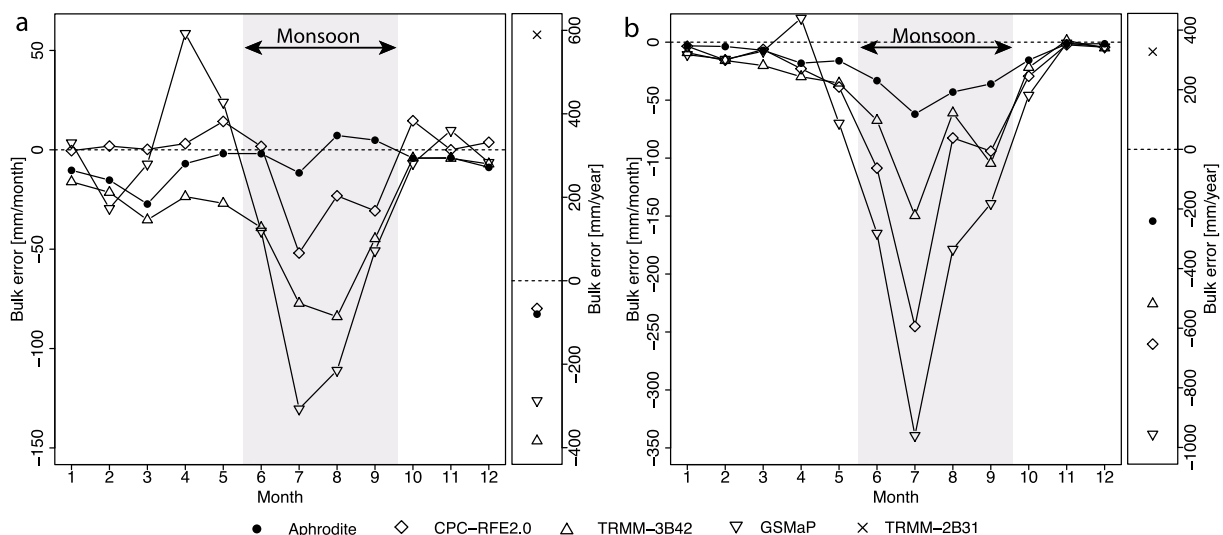 a
Bulk error [mm/month]
50
0
−50
−100
−150
Monsoon
1 2 3 4 5 6 7 8 9 10 11 12
Month
600
400
200
0
−200
−400
Bulk error [mm/year]
b
Bulk error [mm/month]
0
−50
−100
−150
−200
−250
−300
−350
Monsoon
1 2 3 4 5 6 7 8 9 10 11 12
Month
400
200
0
−200
−400
−600
−800
−1000
Bulk error [mm/year]
Aphrodite CPC−RFE2.0 TRMM−3B42 GSMaP TRMM−2B31